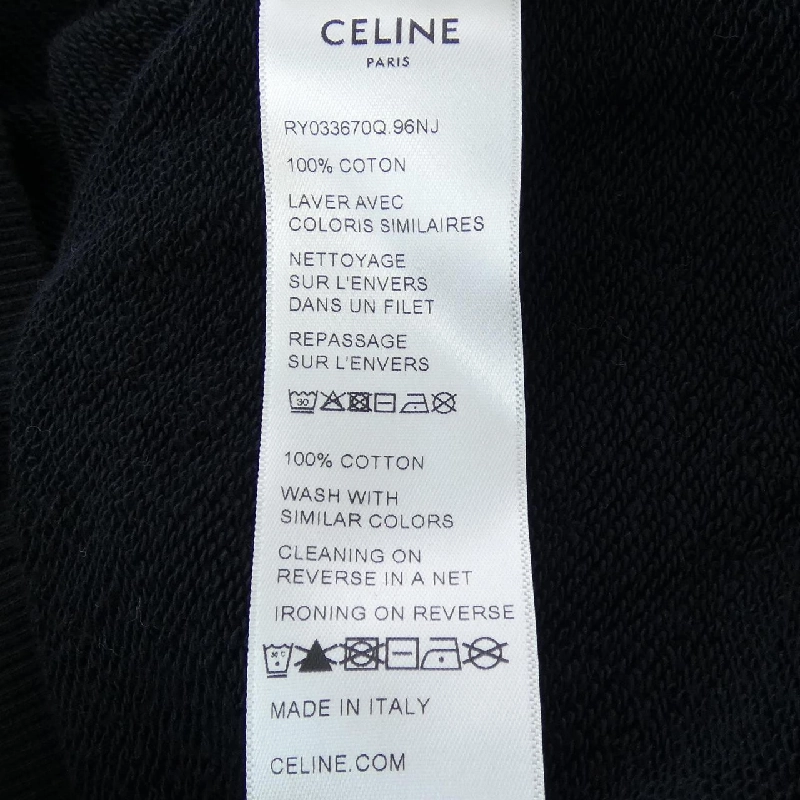 CELINE
PARIS
RY033670Q.96NJ
100% COTON
LAVER AVEC
COLORIS SIMILAIRES
NETTOYAGE
SUR L'ENVERS
DANS UN FILET
REPASSAGE
SUR L'ENVERS
30
100% COTTON
WASH WITH
SIMILAR COLORS
CLEANING ON
REVERSE IN A NET
IRONING ON REVERSE
MADE IN ITALY
CELINE.COM